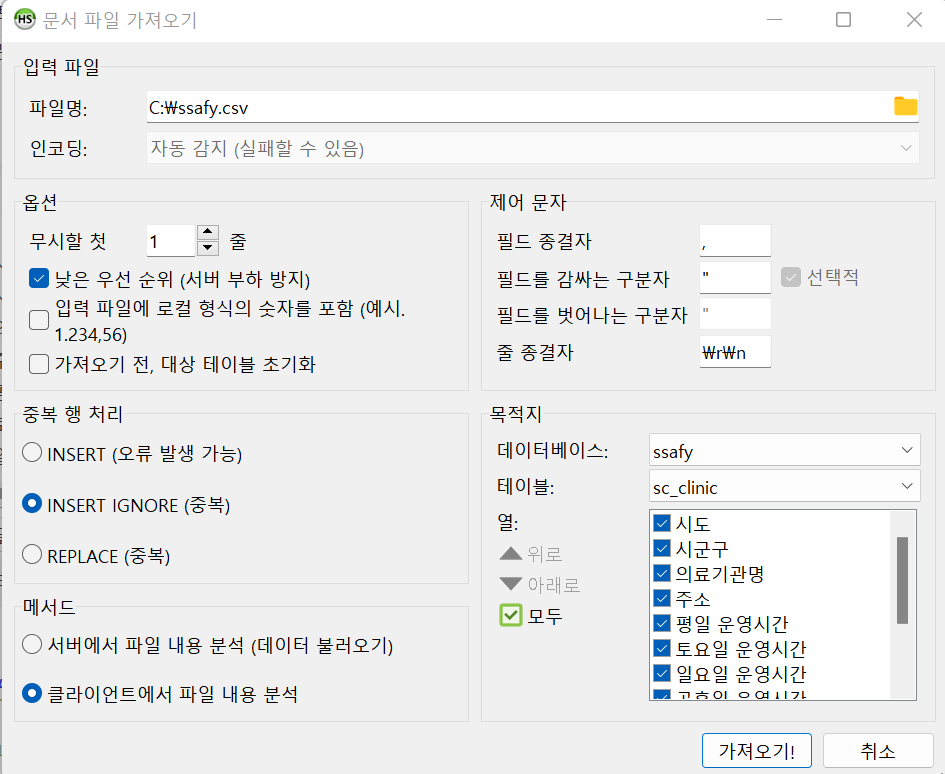 HS 문서 파일 가져오기
입력 파일
파일명: C:₩ssafy.csv
인코딩: 자동 감지 (실패할 수 있음)
옵션
무시할 첫 1 줄
낮은 우선 순위 (서버 부하 방지)
입력 파일에 로컬 형식의 숫자를 포함 (예시.
1.234,56)
가져오기 전, 대상 테이블 초기화
제어 문자
필드 종결자 ,
필드를 감싸는 구분자 " 선택적
필드를 벗어나는 구분자 "
줄 종결자 ₩r₩n
중복 행 처리
INSERT (오류 발생 가능)
INSERT IGNORE (중복)
REPLACE (중복)
메서드
서버에서 파일 내용 분석 (데이터 불러오기)
클라이언트에서 파일 내용 분석
목적지
데이터베이스: ssafy
테이블: sc_clinic
열:
위로
아래로
모두
시도
시군구
의료기관명
주소
평일 운영시간
토요일 운영시간
일요일 운영시간
공휴일 운영시간
가져오기! 취소